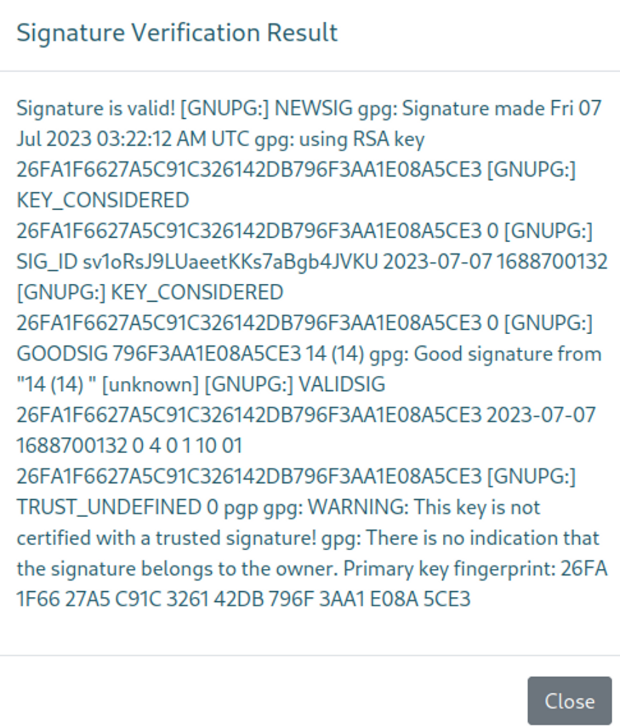 Signature Verification Result
Signature is valid! [GNUPG:] NEWSIG gpg: Signature made Fri 07
Jul 2023 03:22:12 AM UTC gpg: using RSA key
26FA1F6627A5C91C326142DB796F3AA1E08A5CE3 [GNUPG:]
KEY_CONSIDERED
26FA1F6627A5C91C326142DB796F3AA1E08A5CE3 0 [GNUPG:]
SIG_ID sv1oRsJ9LUaeetKKs7aBgb4JVKU 2023-07-07 1688700132
[GNUPG:] KEY_CONSIDERED
26FA1F6627A5C91C326142DB796F3AA1E08A5CE3 0 [GNUPG:]
GOODSIG 796F3AA1E08A5CE3 14 (14) gpg: Good signature from
"14 (14) " [unknown] [GNUPG:] VALIDSIG
26FA1F6627A5C91C326142DB796F3AA1E08A5CE3 2023-07-07
1688700132 0 4 0 1 10 01
26FA1F6627A5C91C326142DB796F3AA1E08A5CE3 [GNUPG:]
TRUST_UNDEFINED 0 pgp gpg: WARNING: This key is not
certified with a trusted signature! gpg: There is no indication that
the signature belongs to the owner. Primary key fingerprint: 26FA
1F66 27A5 C91C 3261 42DB 796F 3AA1 E08A 5CE3
Close